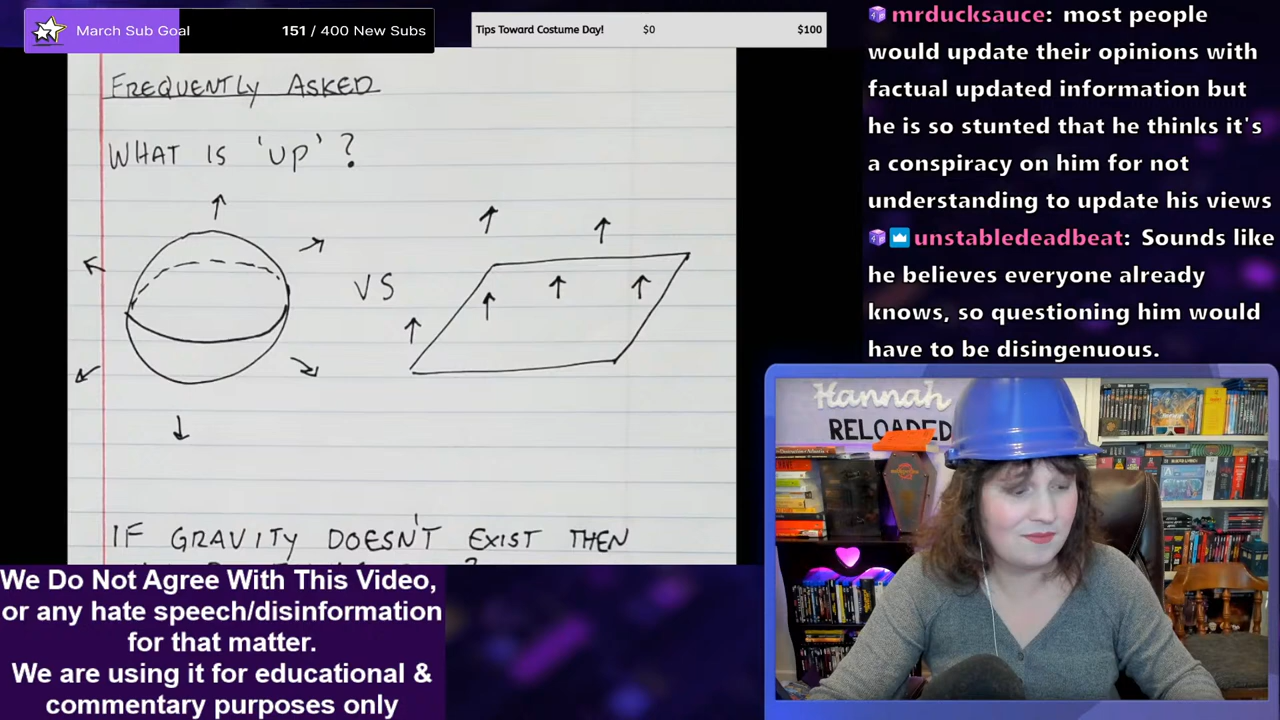 March Sub Goal
151 / 400 New Subs
Tips Toward Costume Day!
$0
$100
FREQUENTLY ASKED
WHAT IS 'UP'?
VS
IF GRAVITY DOESN'T EXIST THEN
mrducksauce: most people
would update their opinions with
factual updated information but
he is so stunted that he thinks it's
a conspiracy on him for not
understanding to update his views
unstabledeadbeat: Sounds like
he believes everyone already
knows, so questioning him would
have to be disingenuous.
Hannah
RELOADED
We Do Not Agree With This Video,
or any hate speech/disinformation
for that matter.
We are using it for educational &
commentary purposes only